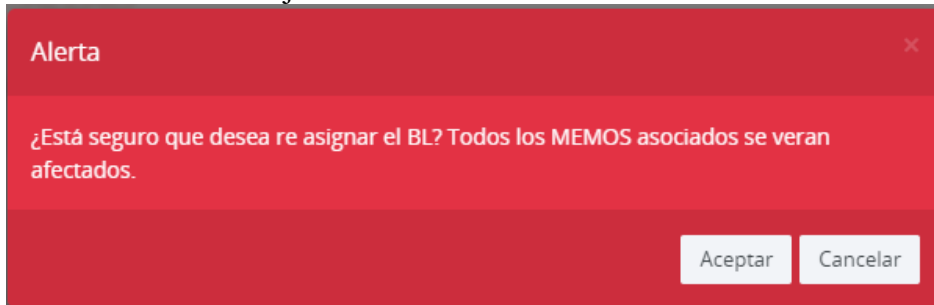 Alerta
×
¿Está seguro que desea re asignar el BL? Todos los MEMOS asociados se veran
afectados.
Aceptar Cancelar